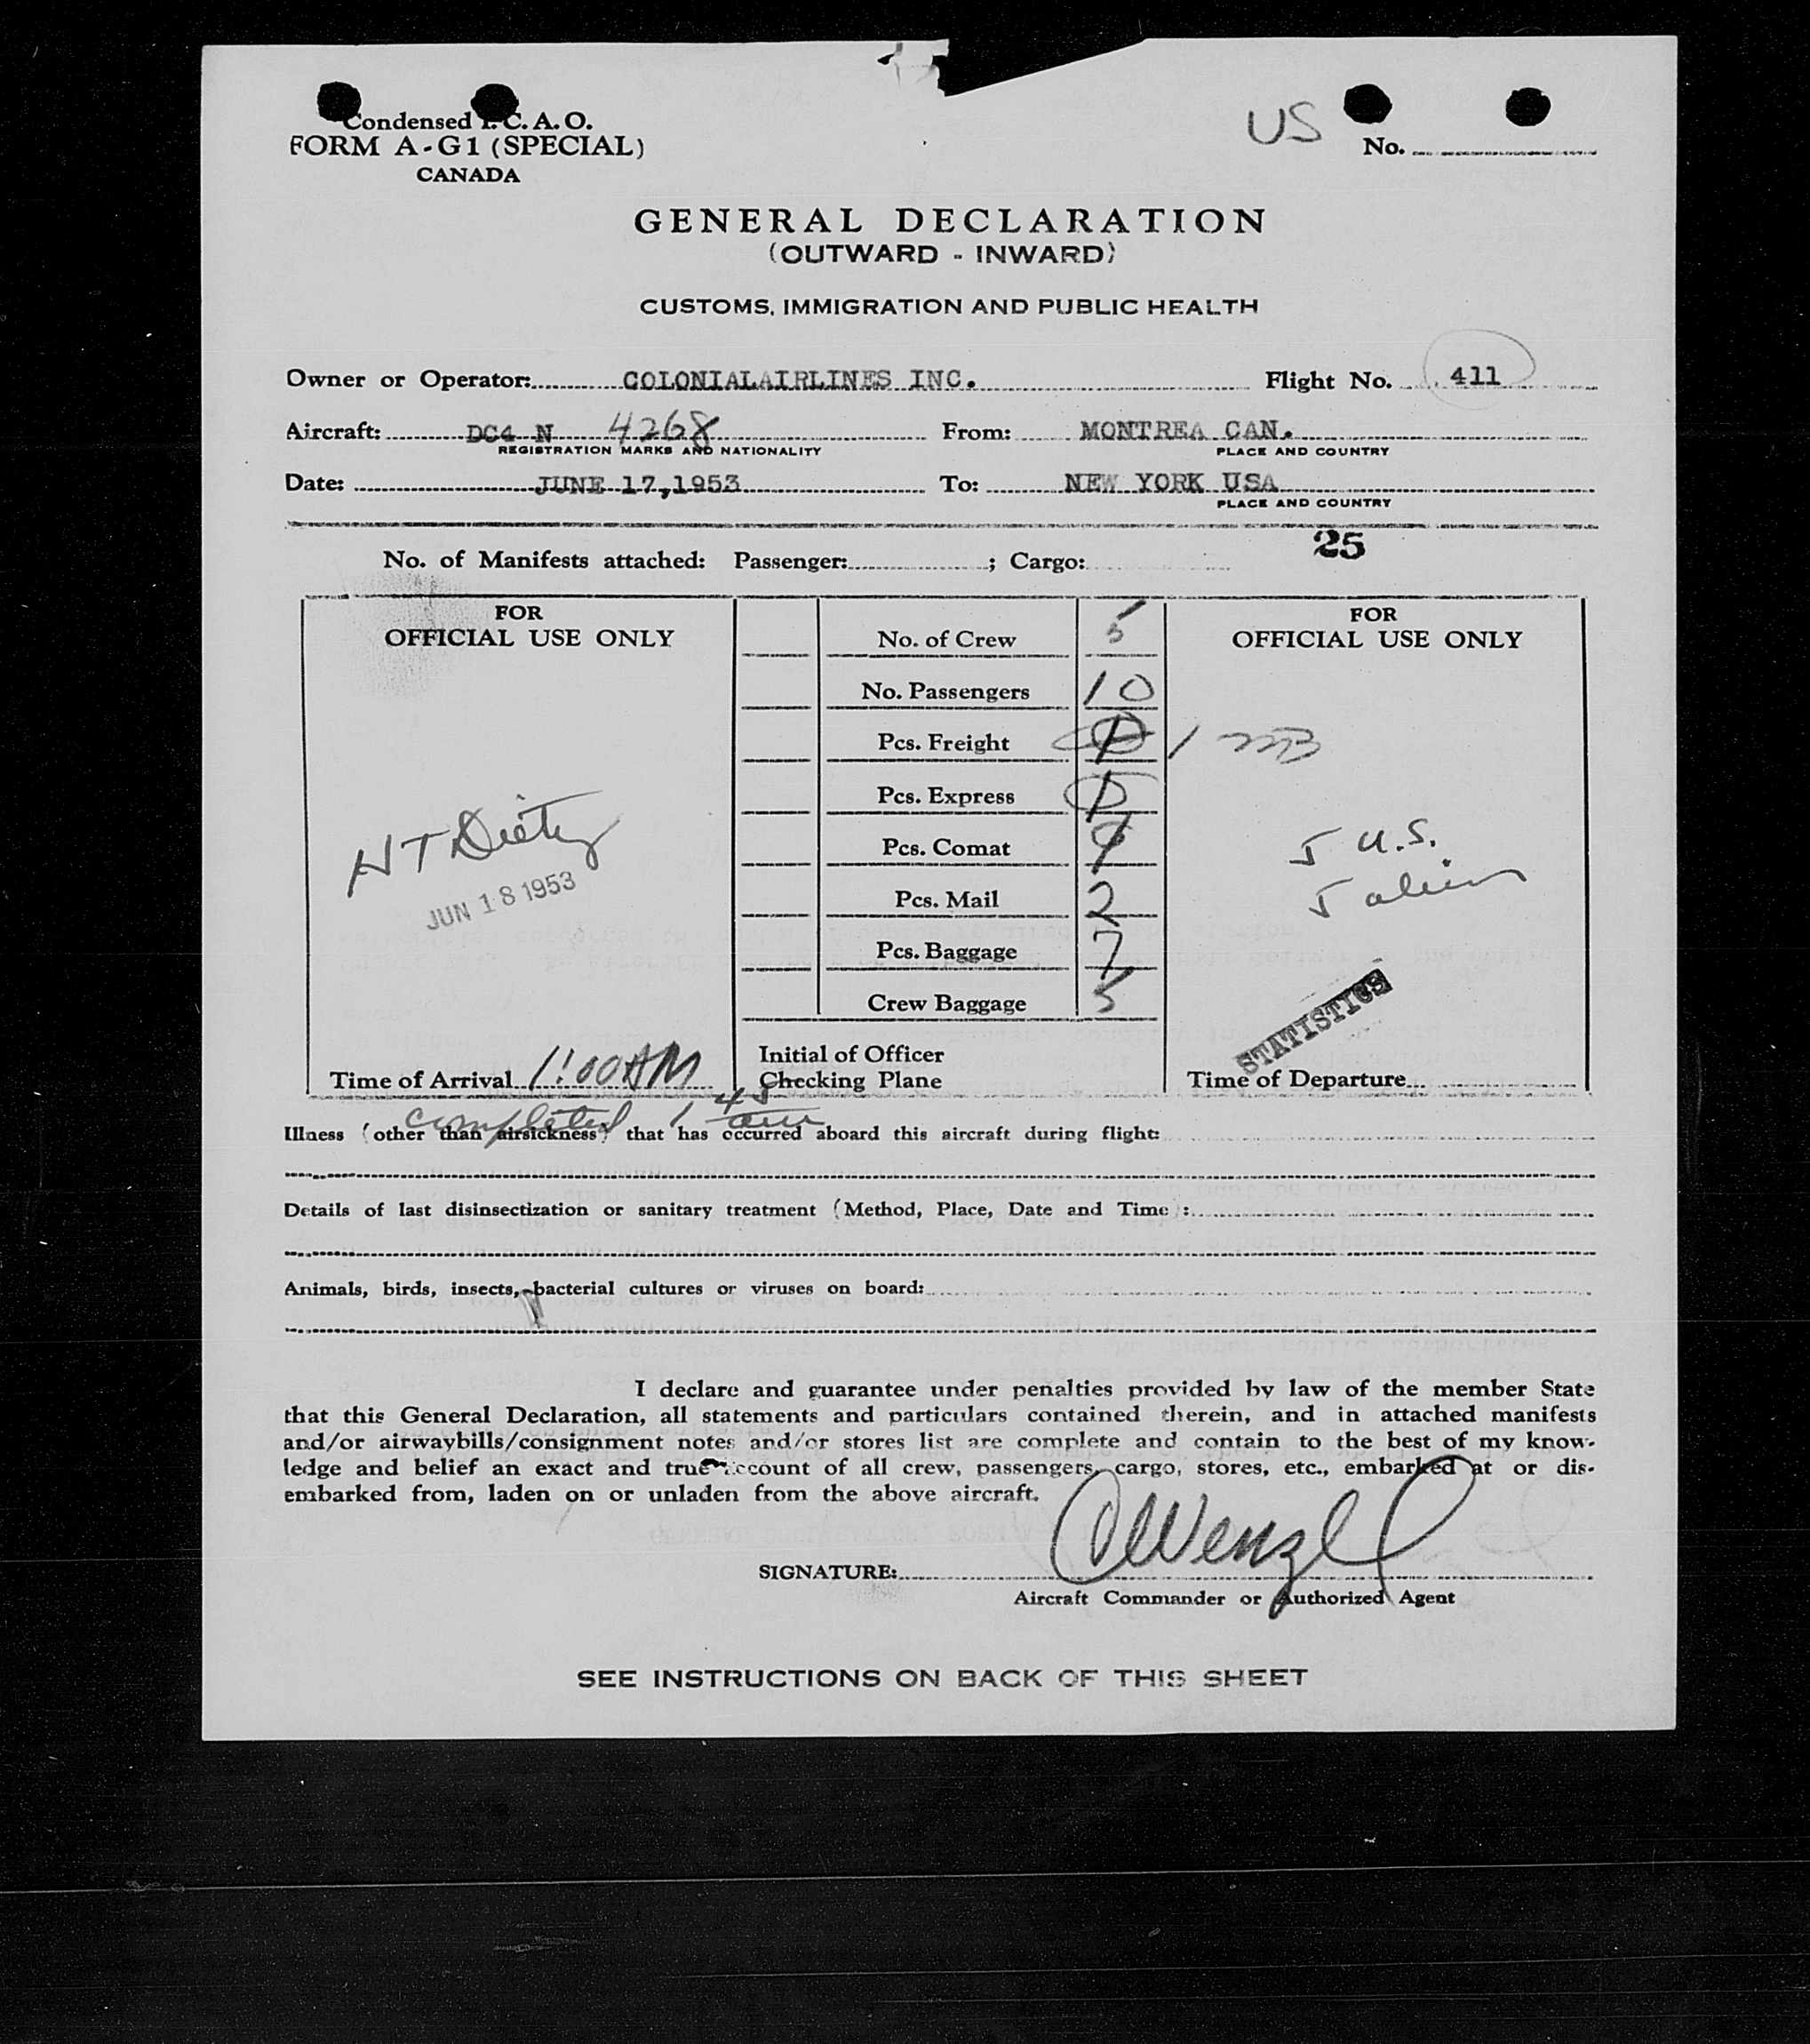 Condensed I.C.A.O.
FORM A-G1 (SPECIAL)
CANADA
US
No.
GENERAL DECLARATION
(OUTWARD - INWARD)
CUSTOMS, IMMIGRATION AND PUBLIC HEALTH
Owner or Operator: COLONIALAIRLINES INC. Flight No. 411
Aircraft: DC4 N 4268 From: MONTREA CAN.
REGISTRATION MARKS AND NATIONALITY PLACE AND COUNTRY
Date: JUNE 17,1953 To: NEW YORK USA
PLACE AND COUNTRY
25
No. of Manifests attached: Passenger: ; Cargo:
FOR
OFFICIAL USE ONLY
HT Dietz
JUN 18 1953
Time of Arrival 1:00AM
No. of Crew 5
No. Passengers 10
Pcs. Freight 1
Pcs. Express 1
Pcs. Comat
Pcs. Mail 2
Pcs. Baggage 7
Crew Baggage 5
Initial of Officer
Checking Plane
FOR
OFFICIAL USE ONLY
5 U.S.
5 alien
STATISTICS
Time of Departure
completed 1 45 am
Illness (other than airsickness) that has occurred aboard this aircraft during flight:
Details of last disinsectization or sanitary treatment (Method, Place, Date and Time):
Animals, birds, insects, bacterial cultures or viruses on board:
I declare and guarantee under penalties provided by law of the member State
that this General Declaration, all statements and particulars contained therein, and in attached manifests
and/or airwaybills/consignment notes and/or stores list are complete and contain to the best of my know-
ledge and belief an exact and true account of all crew, passengers, cargo, stores, etc., embarked at or dis-
embarked from, laden on or unladen from the above aircraft.
SIGNATURE: Wenzl
Aircraft Commander or Authorized Agent
SEE INSTRUCTIONS ON BACK OF THIS SHEET